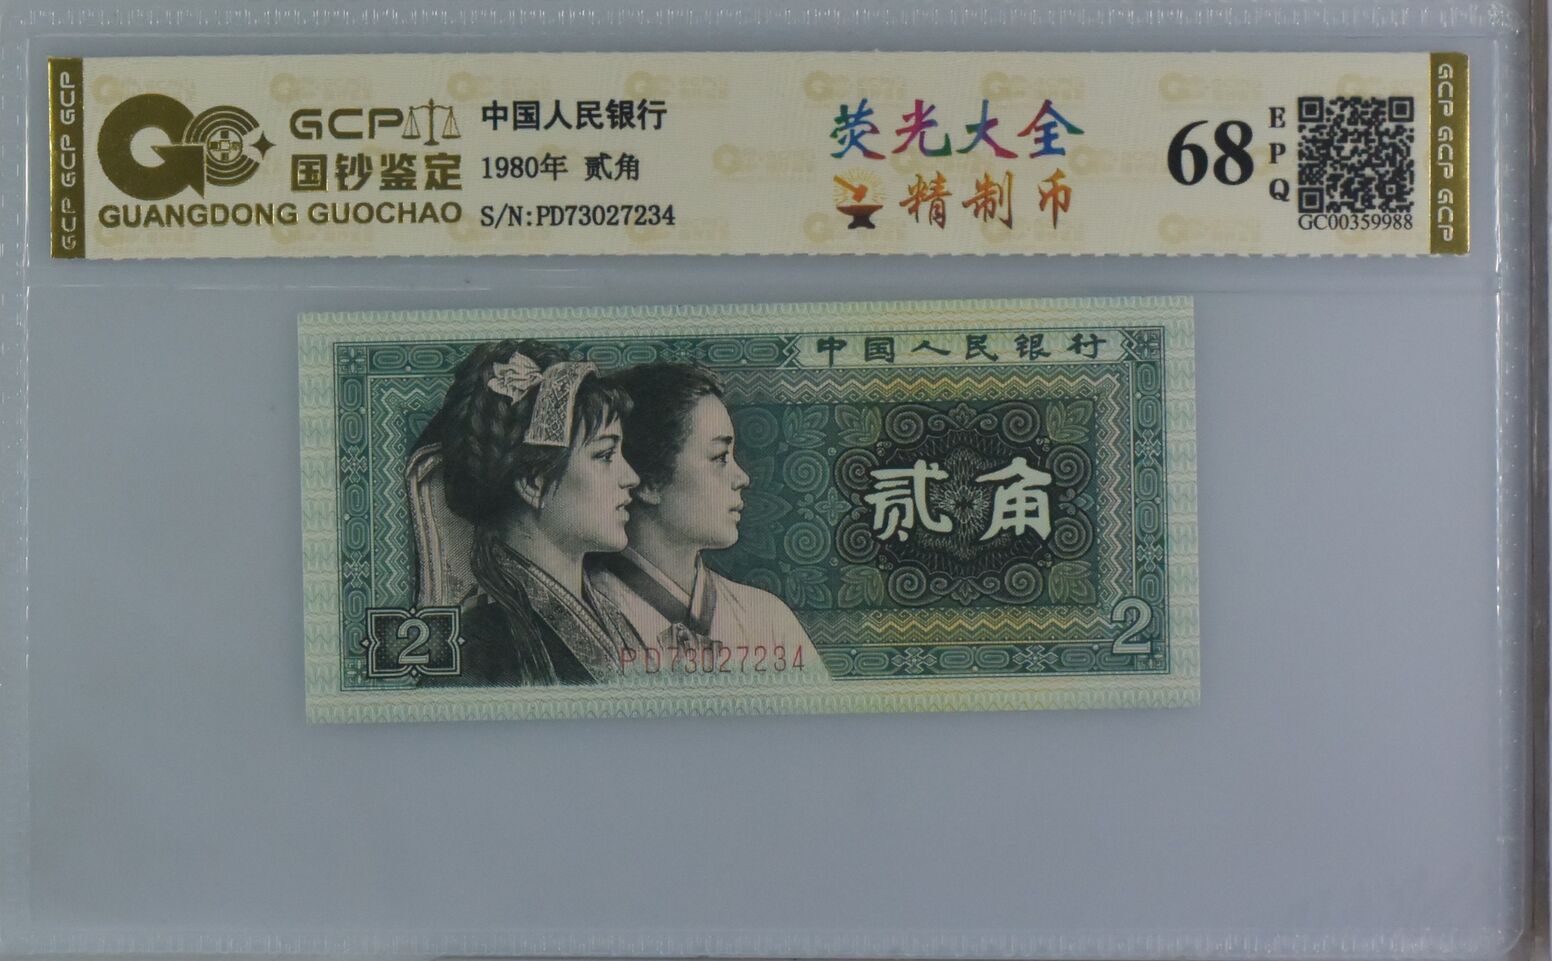 GCP GCP GCP
GCP
国钞鉴定
GUANGDONG GUOCHAO
中国人民银行
1980年 贰角
S/N:PD73027234
荧光大全
精制币
68
EPQ
GC00359988
GCP GCP GCP
中国人民银行
贰角
2
2
PD73027234